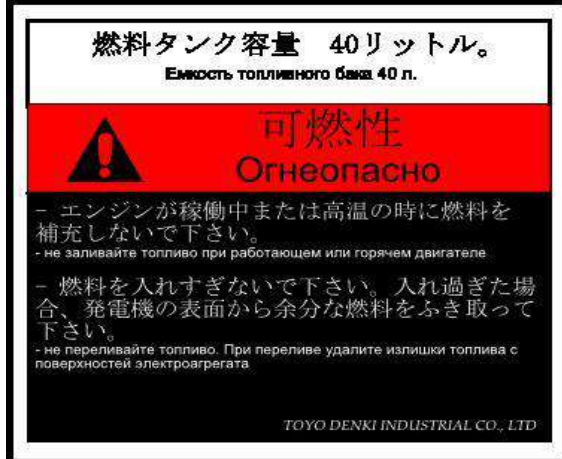 燃料タンク容量　40リットル。
Емкость топливного бака 40 л.
可燃性
Огнеопасно
- エンジンが稼働中または高温の時に燃料を
補充しないで下さい。
- не заливайте топливо при работающем или горячем двигателе
- 燃料を入れすぎないで下さい。入れ過ぎた場
合、発電機の表面から余分な燃料をふき取って
下さい。
- не переливайте топливо. При переливе удалите излишки топлива с
поверхностей электроагрегата
TOYO DENKI INDUSTRIAL CO., LTD